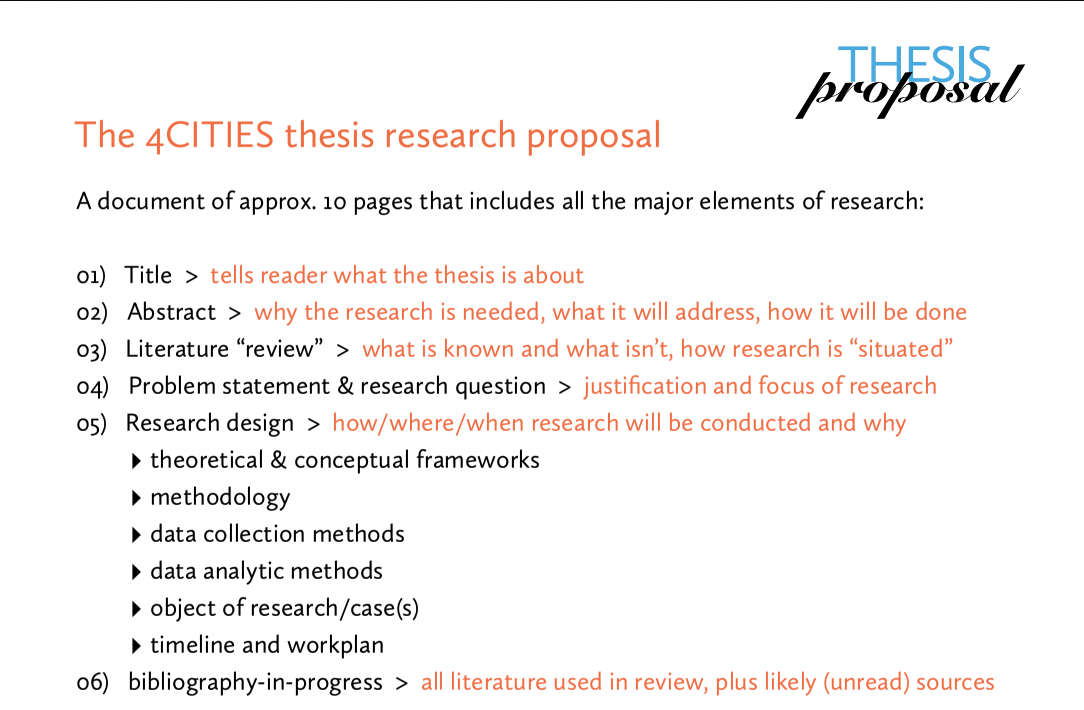 THESIS
proposal
The 4CITIES thesis research proposal
A document of approx. 10 pages that includes all the major elements of research:
01) Title > tells reader what the thesis is about
02) Abstract > why the research is needed, what it will address, how it will be done
03) Literature “review” > what is known and what isn’t, how research is “situated”
04) Problem statement & research question > justification and focus of research
05) Research design > how/where/when research will be conducted and why
▸ theoretical & conceptual frameworks
▸ methodology
▸ data collection methods
▸ data analytic methods
▸ object of research/case(s)
▸ timeline and workplan
06) bibliography-in-progress > all literature used in review, plus likely (unread) sources